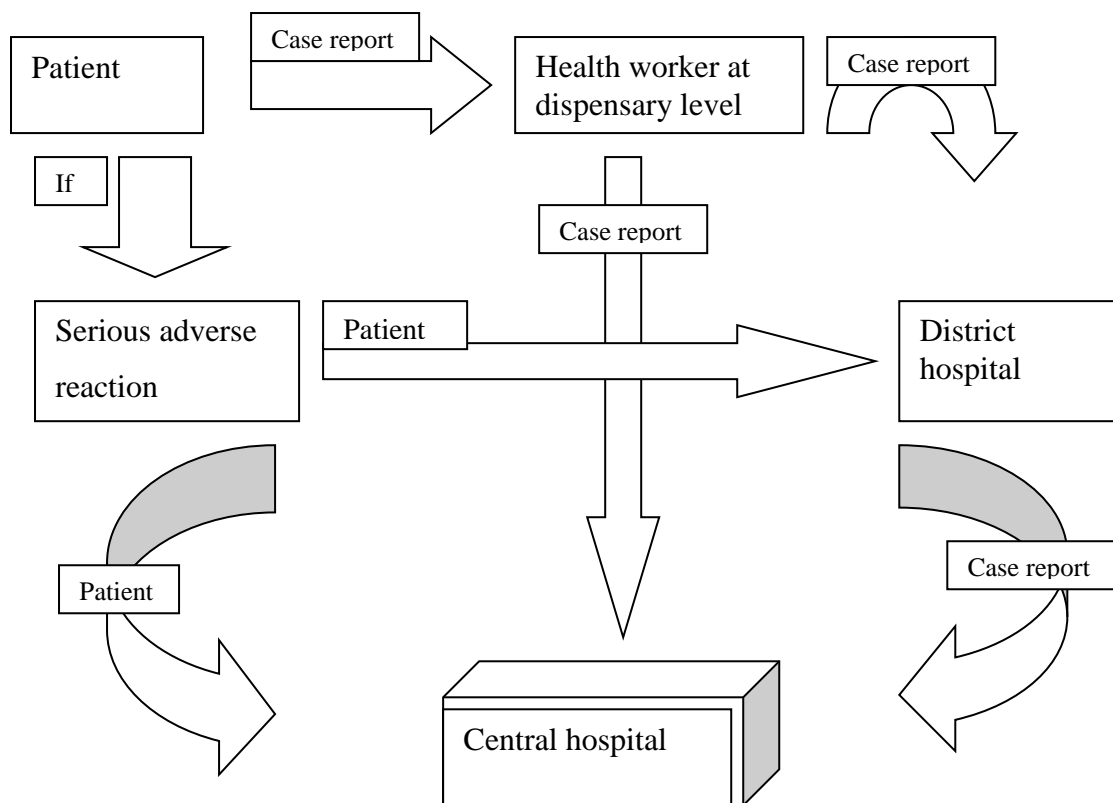 Case report
Patient
Health worker at
dispensary level
Case report
If
Case report
Serious adverse
reaction
Patient
District
hospital
Patient
Case report
Central hospital